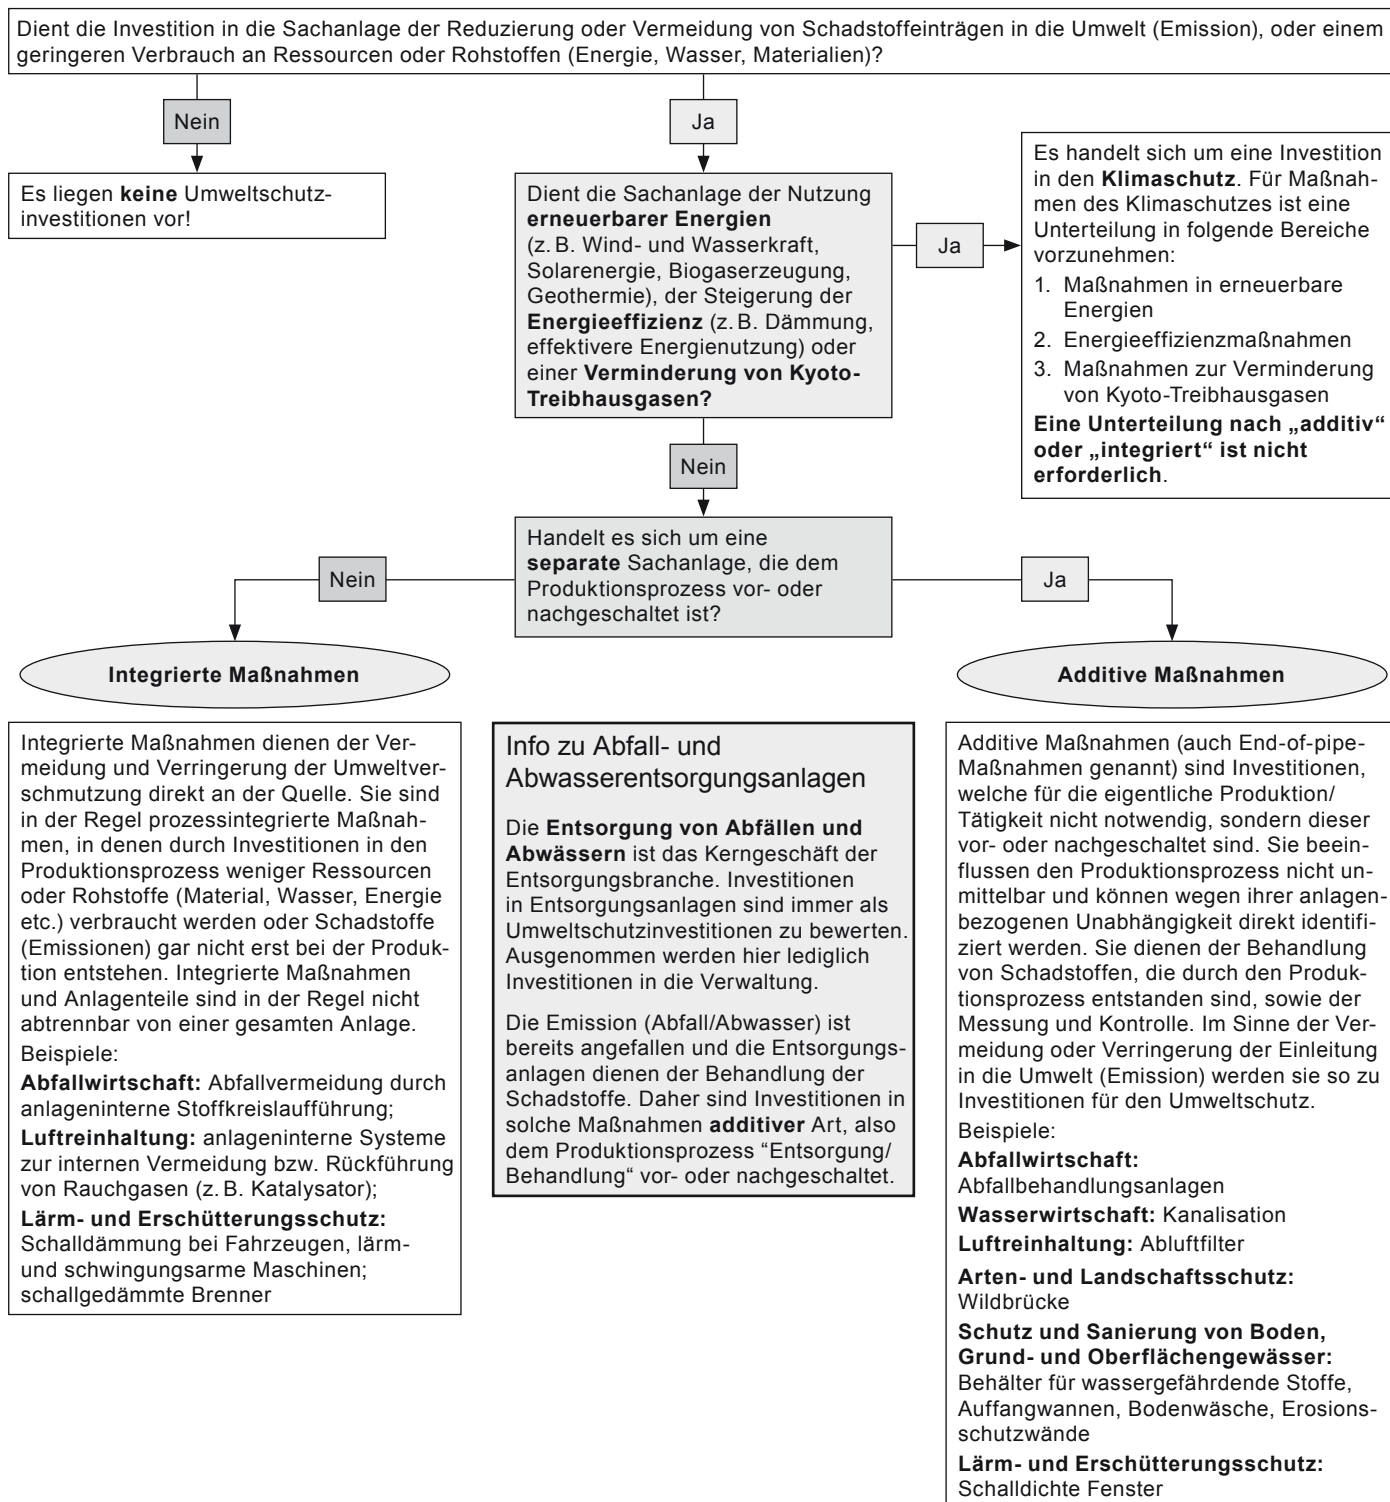 Dient die Investition in die Sachanlage der Reduzierung oder Vermeidung von Schadstoffeinträgen in die Umwelt (Emission), oder einem
geringeren Verbrauch an Ressourcen oder Rohstoffen (Energie, Wasser, Materialien)?
Nein
Ja
Es liegen keine Umweltschutz-
investitionen vor!
Dient die Sachanlage der Nutzung
erneuerbarer Energien
(z. B. Wind- und Wasserkraft,
Solarenergie, Biogaserzeugung,
Geothermie), der Steigerung der
Energieeffizienz (z. B. Dämmung,
effektivere Energienutzung) oder
einer Verminderung von Kyoto-
Treibhausgasen?
Ja
Es handelt sich um eine Investition
in den Klimaschutz. Für Maßnah-
men des Klimaschutzes ist eine
Unterteilung in folgende Bereiche
vorzunehmen:
1. Maßnahmen in erneuerbare
Energien
2. Energieeffizienzmaßnahmen
3. Maßnahmen zur Verminderung
von Kyoto-Treibhausgasen
Eine Unterteilung nach „additiv“
oder „integriert“ ist nicht
erforderlich.
Nein
Handelt es sich um eine
separate Sachanlage, die dem
Produktionsprozess vor- oder
nachgeschaltet ist?
Nein
Ja
Integrierte Maßnahmen
Additive Maßnahmen
Integrierte Maßnahmen dienen der Ver-
meidung und Verringerung der Umweltver-
schmutzung direkt an der Quelle. Sie sind
in der Regel prozessintegrierte Maßnah-
men, in denen durch Investitionen in den
Produktionsprozess weniger Ressourcen
oder Rohstoffe (Material, Wasser, Energie
etc.) verbraucht werden oder Schadstoffe
(Emissionen) gar nicht erst bei der Produk-
tion entstehen. Integrierte Maßnahmen
und Anlagenteile sind in der Regel nicht
abtrennbar von einer gesamten Anlage.
Beispiele:
Abfallwirtschaft: Abfallvermeidung durch
anlageninterne Stoffkreislaufführung;
Luftreinhaltung: anlageninterne Systeme
zur internen Vermeidung bzw. Rückführung
von Rauchgasen (z. B. Katalysator);
Lärm- und Erschütterungsschutz:
Schalldämmung bei Fahrzeugen, lärm-
und schwingungsarme Maschinen;
schallgedämmte Brenner
Info zu Abfall- und
Abwasserentsorgungsanlagen
Die Entsorgung von Abfällen und
Abwässern ist das Kerngeschäft der
Entsorgungsbranche. Investitionen
in Entsorgungsanlagen sind immer als
Umweltschutzinvestitionen zu bewerten.
Ausgenommen werden hier lediglich
Investitionen in die Verwaltung.
Die Emission (Abfall/Abwasser) ist
bereits angefallen und die Entsorgungs-
anlagen dienen der Behandlung der
Schadstoffe. Daher sind Investitionen in
solche Maßnahmen additiver Art, also
dem Produktionsprozess “Entsorgung/
Behandlung“ vor- oder nachgeschaltet.
Additive Maßnahmen (auch End-of-pipe-
Maßnahmen genannt) sind Investitionen,
welche für die eigentliche Produktion/
Tätigkeit nicht notwendig, sondern dieser
vor- oder nachgeschaltet sind. Sie beein-
flussen den Produktionsprozess nicht un-
mittelbar und können wegen ihrer anlagen-
bezogenen Unabhängigkeit direkt identifi-
ziert werden. Sie dienen der Behandlung
von Schadstoffen, die durch den Produk-
tionsprozess entstanden sind, sowie der
Messung und Kontrolle. Im Sinne der Ver-
meidung oder Verringerung der Einleitung
in die Umwelt (Emission) werden sie so zu
Investitionen für den Umweltschutz.
Beispiele:
Abfallwirtschaft:
Abfallbehandlungsanlagen
Wasserwirtschaft: Kanalisation
Luftreinhaltung: Abluftfilter
Arten- und Landschaftsschutz:
Wildbrücke
Schutz und Sanierung von Boden,
Grund- und Oberflächengewässer:
Behälter für wassergefährdende Stoffe,
Auffangwannen, Bodenwäsche, Erosions-
schutzwände
Lärm- und Erschütterungsschutz:
Schalldichte Fenster